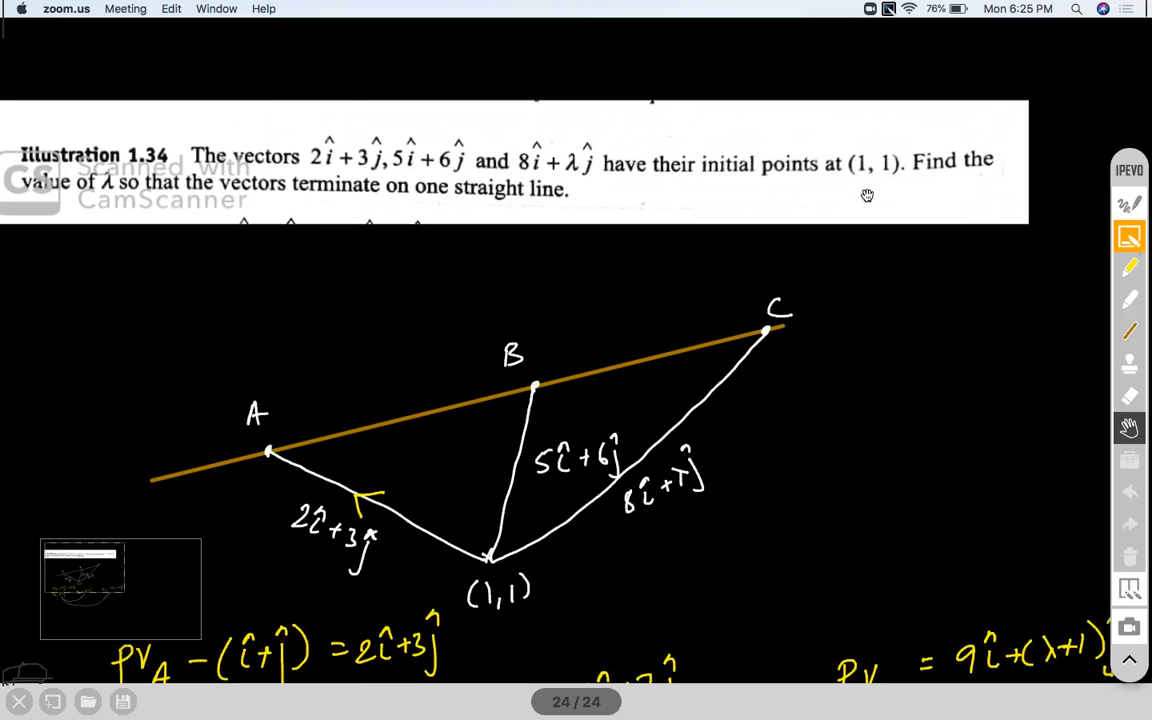 zoom.us Meeting Edit Window Help 76% Mon 6:25 PM
Illustration 1.34 The vectors 2î + 3ĵ, 5î + 6ĵ and 8î + λĵ have their initial points at (1, 1). Find the
value of λ so that the vectors terminate on one straight line.
CS Scanned with
CamScanner
IPEVO
C
B
A
5î + 6ĵ
8î + λĵ
2î + 3ĵ
(1,1)
PV_A − (î + ĵ) = 2î + 3ĵ
PV = 9î + (λ+1)
24 / 24